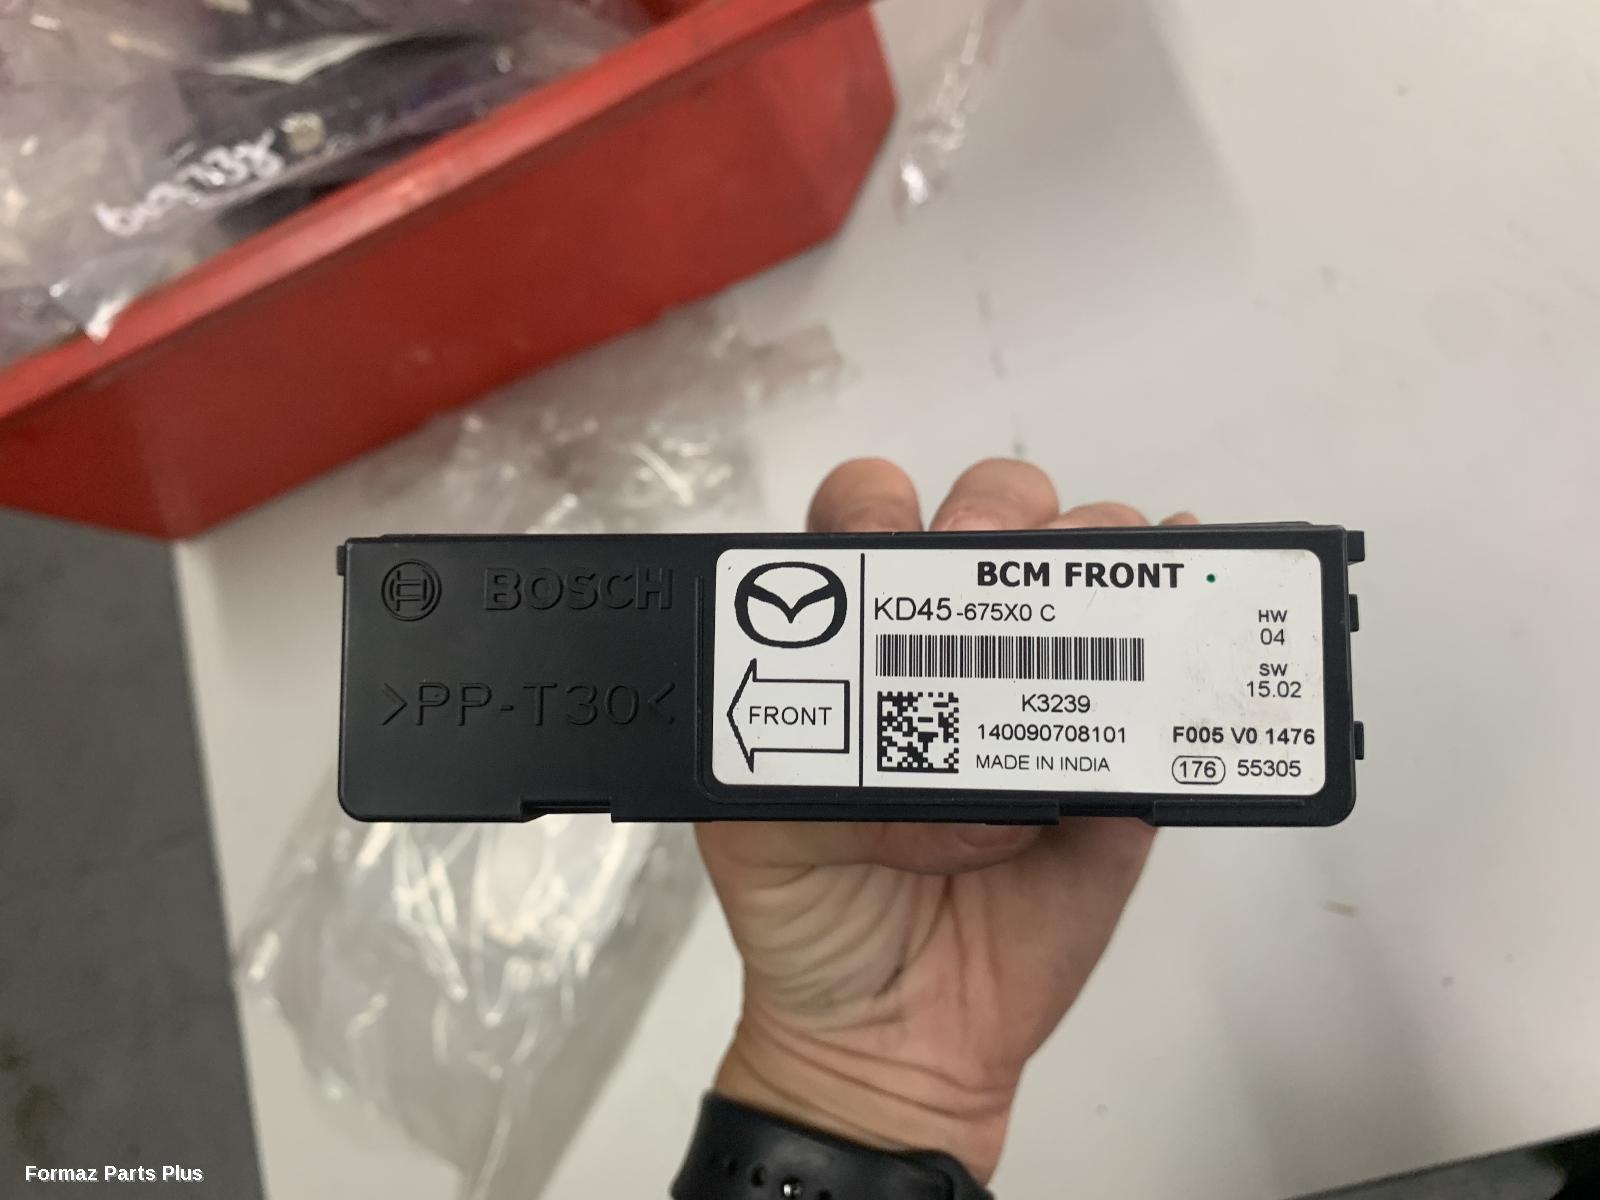 BOSCH
>PP-T30<
BCM FRONT
KD45-675X0 C
HW
04
SW
15.02
FRONT
K3239
140090708101
MADE IN INDIA
F005 V0 1476
176 55305
Formaz Parts Plus